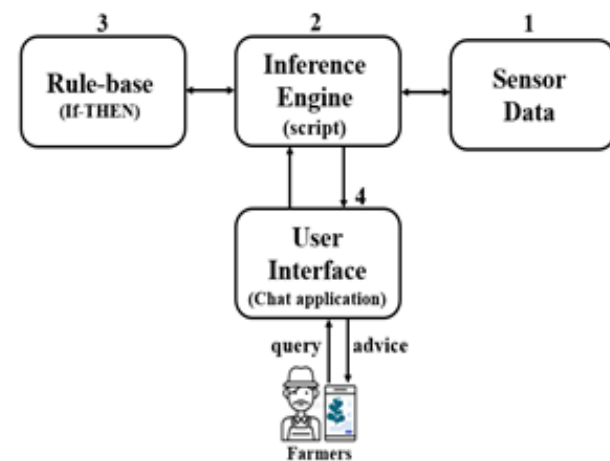 3
2
1
Rule-base
(If-THEN)
Inference
Engine
(script)
Sensor
Data
4
User
Interface
(Chat application)
query
advice
Farmers